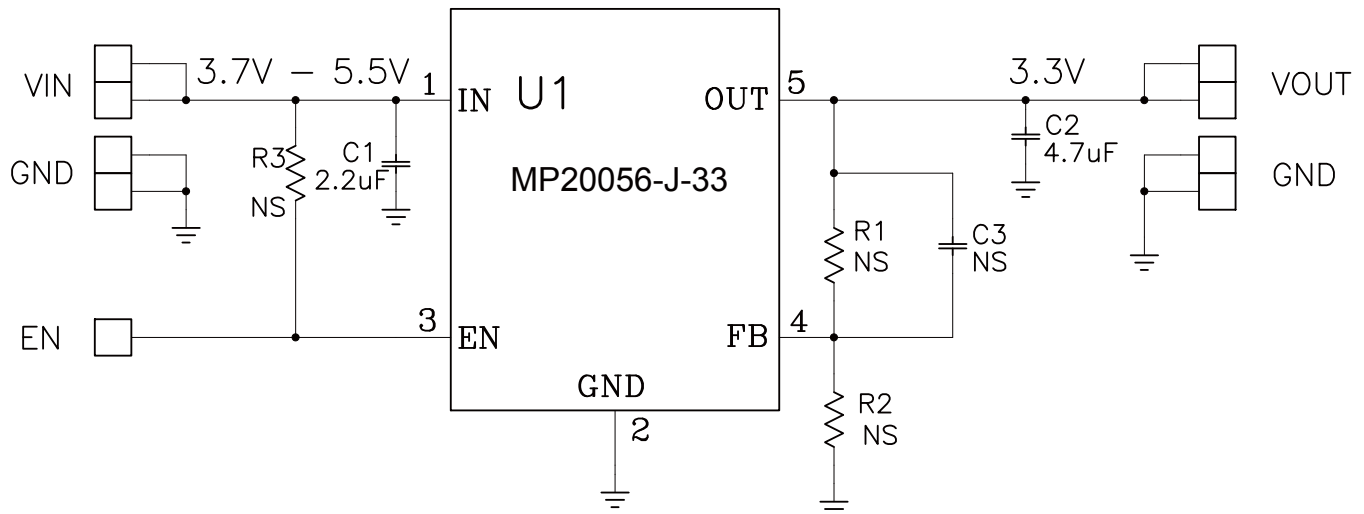 VIN
3.7V – 5.5V
1
IN
U1
OUT
5
3.3V
VOUT
GND
R3
NS
C1
2.2uF
MP20056-J-33
C2
4.7uF
GND
R1
NS
C3
NS
EN
3
EN
FB
4
GND
2
R2
NS